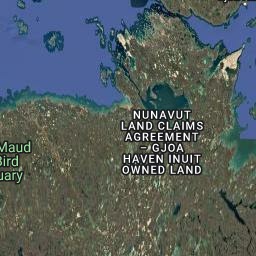 NUNAVUT
LAND CLAIMS
AGREEMENT
- GJOA
HAVEN INUIT
OWNED LAND
Maud
Bird
uary